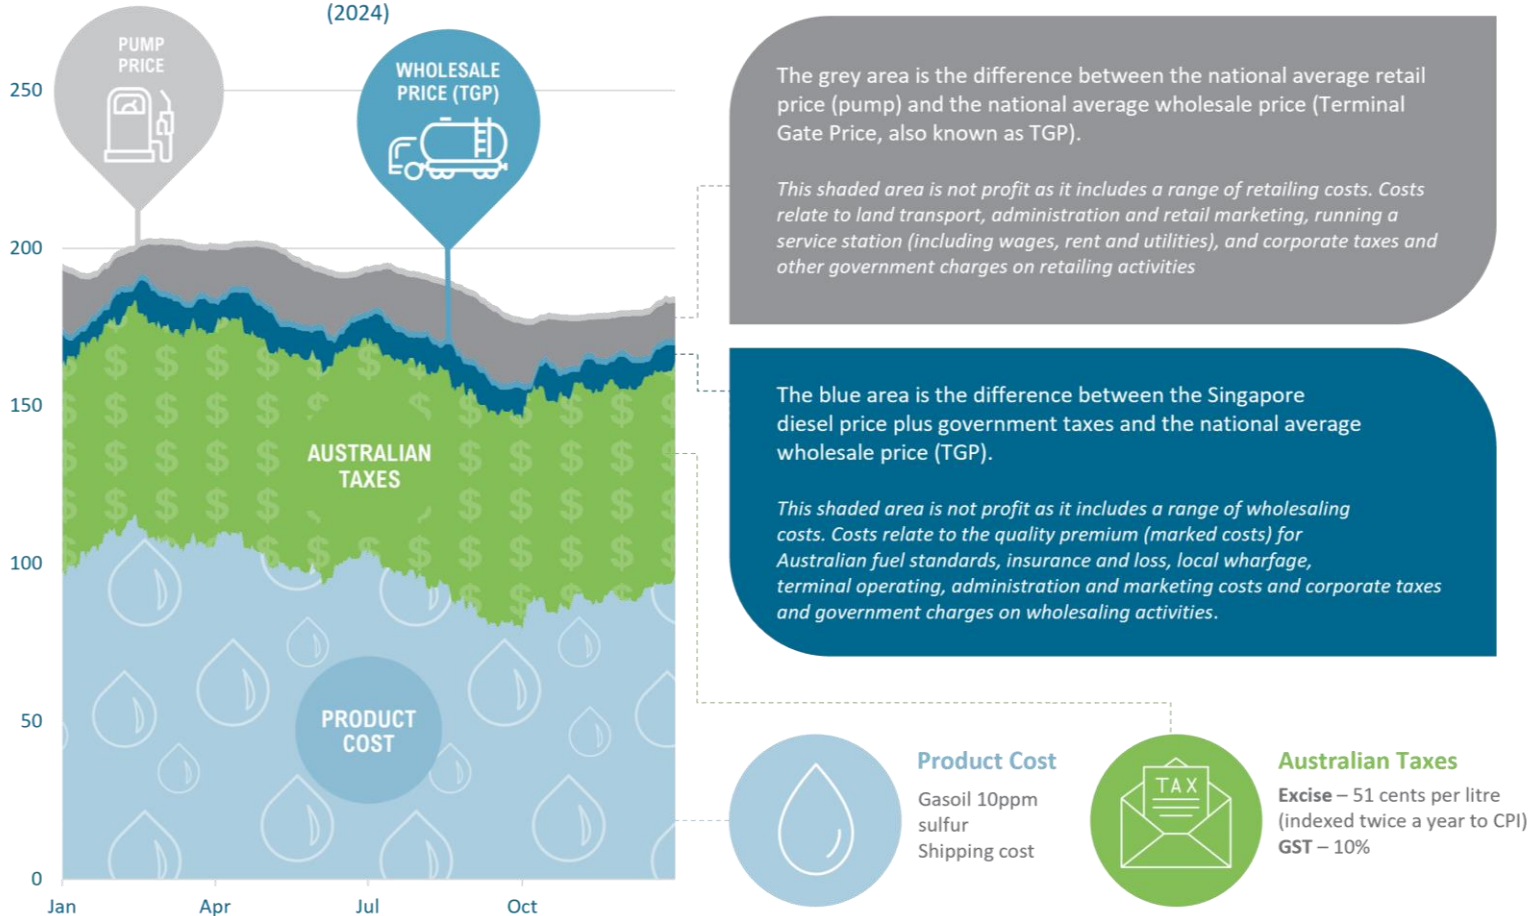 (2024)
PUMP
PRICE
WHOLESALE
PRICE (TGP)
250
200
150
100
50
0
Jan
Apr
Jul
Oct
AUSTRALIAN
TAXES
PRODUCT
COST
The grey area is the difference between the national average retail
price (pump) and the national average wholesale price (Terminal
Gate Price, also known as TGP).
This shaded area is not profit as it includes a range of retailing costs. Costs
relate to land transport, administration and retail marketing, running a
service station (including wages, rent and utilities), and corporate taxes and
other government charges on retailing activities
The blue area is the difference between the Singapore
diesel price plus government taxes and the national average
wholesale price (TGP).
This shaded area is not profit as it includes a range of wholesaling
costs. Costs relate to the quality premium (marked costs) for
Australian fuel standards, insurance and loss, local wharfage,
terminal operating, administration and marketing costs and corporate taxes
and government charges on wholesaling activities.
Product Cost
Gasoil 10ppm
sulfur
Shipping cost
TAX
Australian Taxes
Excise – 51 cents per litre
(indexed twice a year to CPI)
GST – 10%